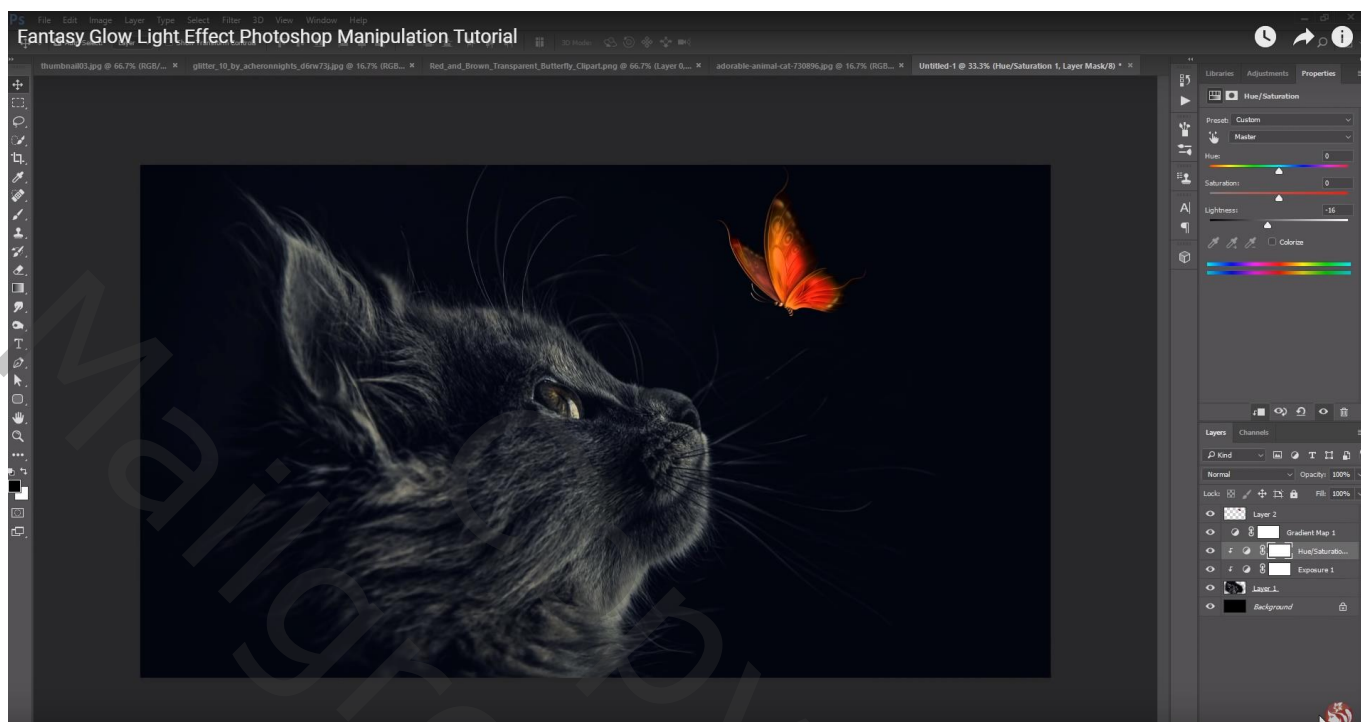 Ps File Edit Image Layer Type Select Filter 3D View Window Help
Fantasy Glow Light Effect Photoshop Manipulation Tutorial
3D Mode:
thumbnail03.jpg @ 66.7% (RGB/... × glitter_10_by_acheronnights_d6rw73j.jpg @ 16.7% (RGB... × Red_and_Brown_Transparent_Butterfly_Clipart.png @ 66.7% (Layer 0,... × adorable-animal-cat-730896.jpg @ 16.7% (RGB... × Untitled-1 @ 33.3% (Hue/Saturation 1, Layer Mask/8) * ×
Libraries Adjustments Properties
Hue/Saturation
Preset: Custom
Master
Hue: 0
Saturation: 0
Lightness: -16
Colorize
Layers Channels
Kind
Normal Opacity: 100%
Lock: Fill: 100%
Layer 2
Gradient Map 1
Hue/Saturatio...
Exposure 1
Layer 1
Background